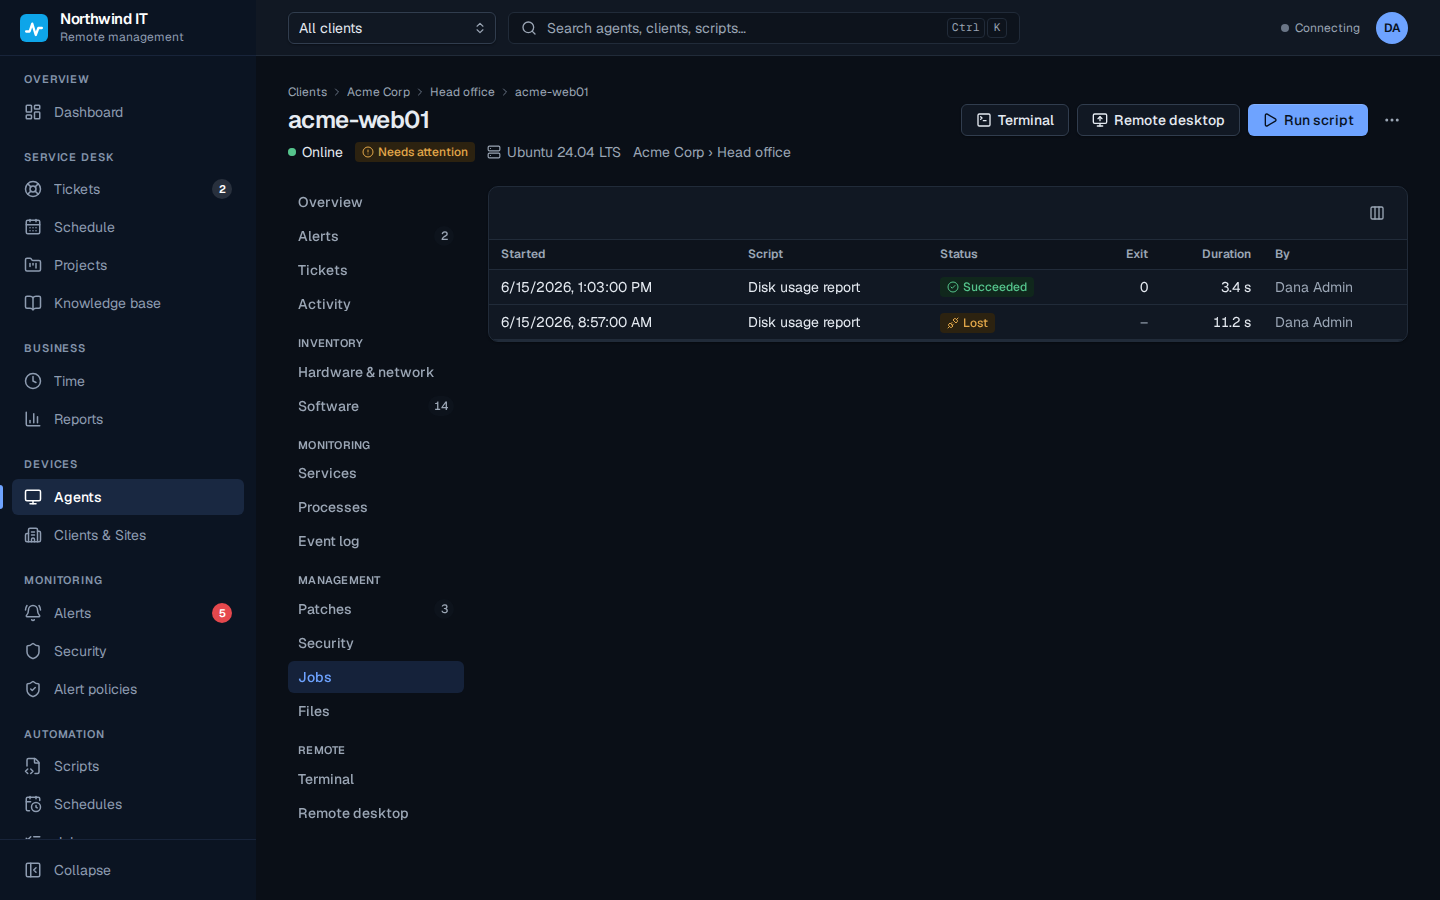 Northwind IT
Remote management
All clients
Search agents, clients, scripts...
Ctrl K
Connecting
DA
OVERVIEW
Dashboard
SERVICE DESK
Tickets 2
Schedule
Projects
Knowledge base
BUSINESS
Time
Reports
DEVICES
Agents
Clients & Sites
MONITORING
Alerts 5
Security
Alert policies
AUTOMATION
Scripts
Schedules
Collapse
Clients > Acme Corp > Head office > acme-web01
acme-web01
Terminal
Remote desktop
Run script
Online
Needs attention
Ubuntu 24.04 LTS
Acme Corp › Head office
Overview
Alerts 2
Tickets
Activity
INVENTORY
Hardware & network
Software 14
MONITORING
Services
Processes
Event log
MANAGEMENT
Patches 3
Security
Jobs
Files
REMOTE
Terminal
Remote desktop
Started Script Status Exit Duration By
6/15/2026, 1:03:00 PM Disk usage report Succeeded 0 3.4 s Dana Admin
6/15/2026, 8:57:00 AM Disk usage report Lost – 11.2 s Dana Admin